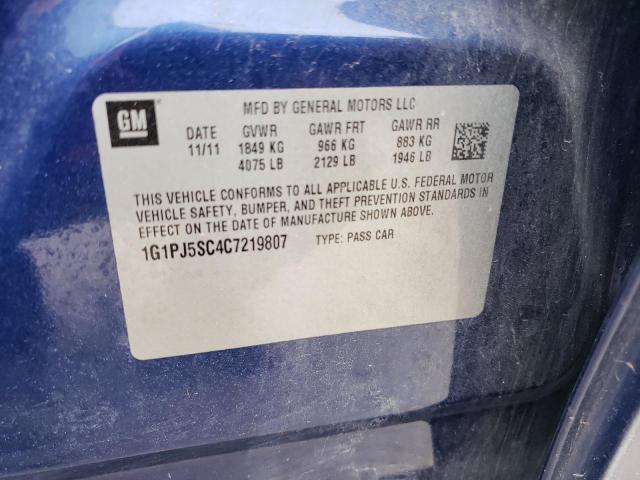 GM
MFD BY GENERAL MOTORS LLC
DATE GVWR GAWR FRT GAWR RR
11/11 1849 KG 966 KG 883 KG
4075 LB 2129 LB 1946 LB
THIS VEHICLE CONFORMS TO ALL APPLICABLE U.S. FEDERAL MOTOR
VEHICLE SAFETY, BUMPER, AND THEFT PREVENTION STANDARDS IN
EFFECT ON THE DATE OF MANUFACTURE SHOWN ABOVE.
1G1PJ5SC4C7219807 TYPE: PASS CAR